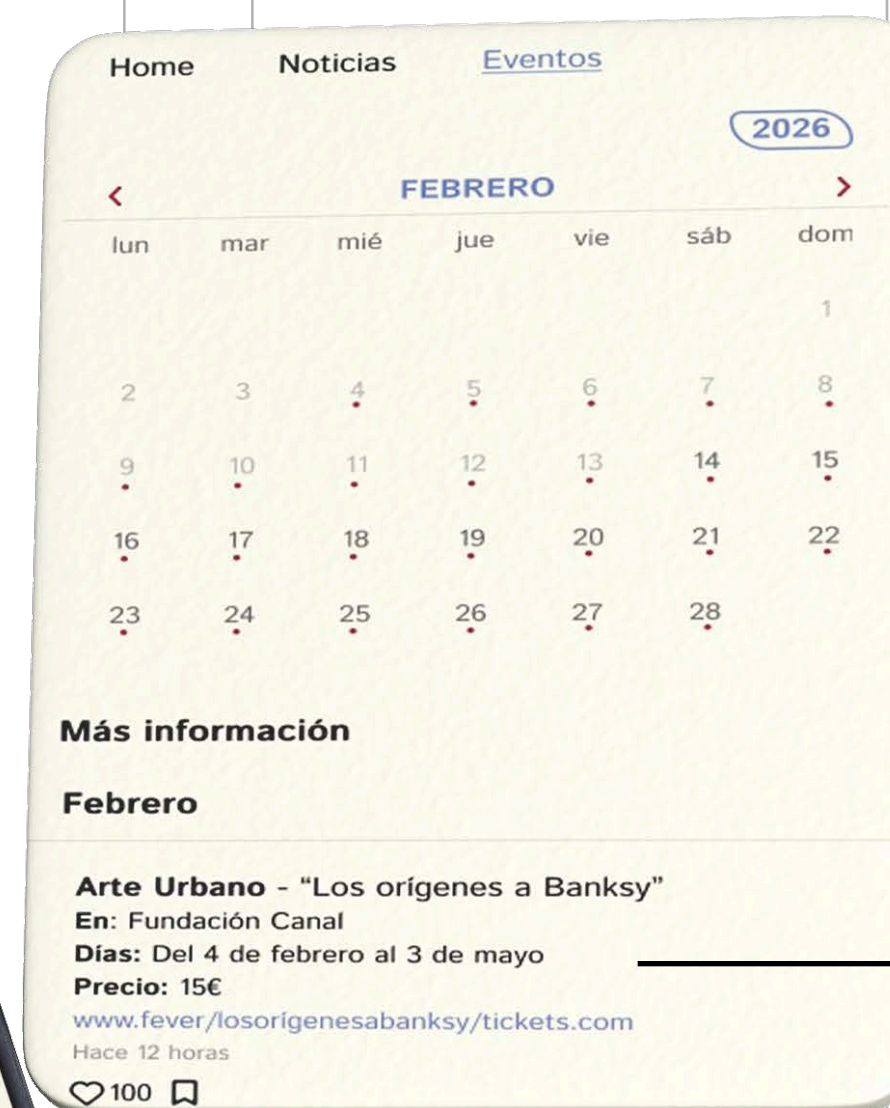 Home Noticias Eventos
2026
< FEBRERO >
lun mar mié jue vie sáb dom
1
2 3 4 5 6 7 8
9 10 11 12 13 14 15
16 17 18 19 20 21 22
23 24 25 26 27 28
Más información
Febrero
Arte Urbano - “Los orígenes a Banksy”
En: Fundación Canal
Días: Del 4 de febrero al 3 de mayo
Precio: 15€
www.fever/losorígenesabanksy/tickets.com
Hace 12 horas
100